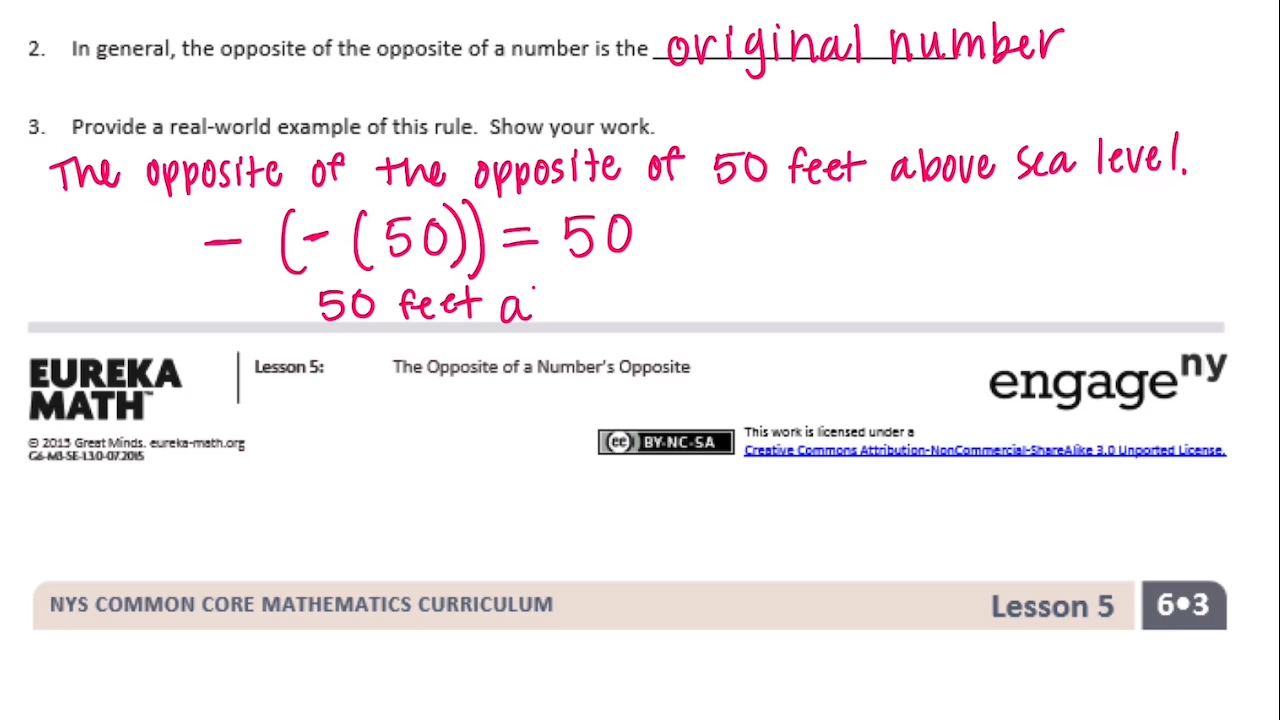 2. In general, the opposite of the opposite of a number is the original number
3. Provide a real-world example of this rule. Show your work.
The opposite of the opposite of 50 feet above sea level.
- (-(50)) = 50
50 feet a
EUREKA MATH™
Lesson 5: The Opposite of a Number's Opposite
engage ny
© 2015 Great Minds. eureka-math.org
G6-M3-SE-1.3.0-07.2015
cc BY-NC-SA
This work is licensed under a
Creative Commons Attribution-NonCommercial-ShareAlike 3.0 Unported License.
NYS COMMON CORE MATHEMATICS CURRICULUM Lesson 5 6•3